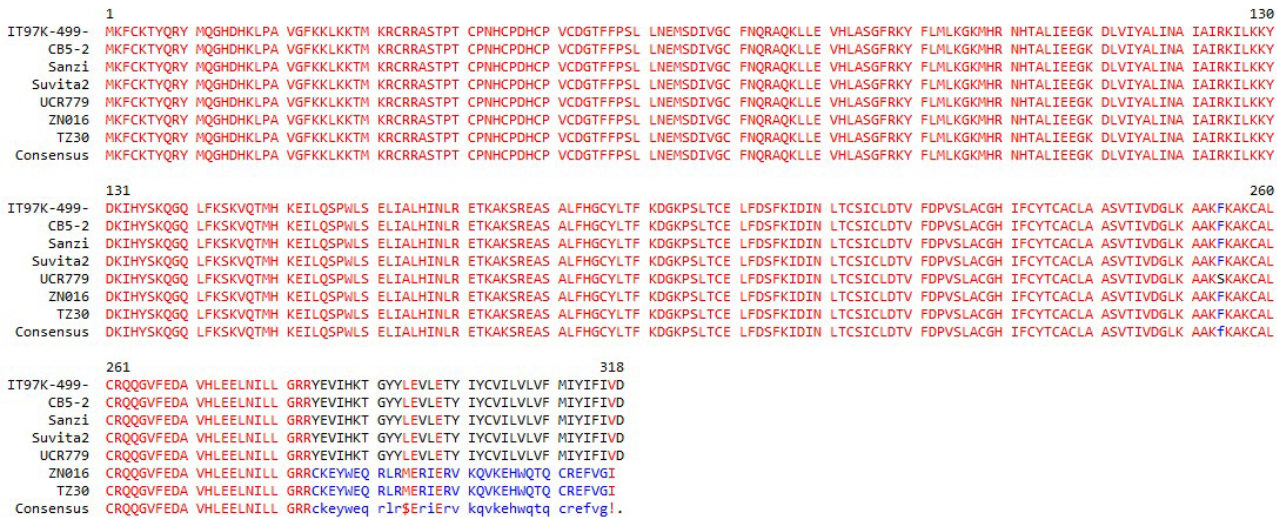 1 130
IT97K-499- MKFCKTYQRY MQGHDHKLPA VGFKKLKKTM KRCRRASTPT CPNHCPDHCP VCDGTFFPSL LNEMSDIVGC FNQRAQKLLE VHLASGFRKY FLMLKGKMHR NHTALIEEGK DLVIYALINA IAIRKILKKY
CB5-2 MKFCKTYQRY MQGHDHKLPA VGFKKLKKTM KRCRRASTPT CPNHCPDHCP VCDGTFFPSL LNEMSDIVGC FNQRAQKLLE VHLASGFRKY FLMLKGKMHR NHTALIEEGK DLVIYALINA IAIRKILKKY
Sanzi MKFCKTYQRY MQGHDHKLPA VGFKKLKKTM KRCRRASTPT CPNHCPDHCP VCDGTFFPSL LNEMSDIVGC FNQRAQKLLE VHLASGFRKY FLMLKGKMHR NHTALIEEGK DLVIYALINA IAIRKILKKY
Suvita2 MKFCKTYQRY MQGHDHKLPA VGFKKLKKTM KRCRRASTPT CPNHCPDHCP VCDGTFFPSL LNEMSDIVGC FNQRAQKLLE VHLASGFRKY FLMLKGKMHR NHTALIEEGK DLVIYALINA IAIRKILKKY
UCR779 MKFCKTYQRY MQGHDHKLPA VGFKKLKKTM KRCRRASTPT CPNHCPDHCP VCDGTFFPSL LNEMSDIVGC FNQRAQKLLE VHLASGFRKY FLMLKGKMHR NHTALIEEGK DLVIYALINA IAIRKILKKY
ZN016 MKFCKTYQRY MQGHDHKLPA VGFKKLKKTM KRCRRASTPT CPNHCPDHCP VCDGTFFPSL LNEMSDIVGC FNQRAQKLLE VHLASGFRKY FLMLKGKMHR NHTALIEEGK DLVIYALINA IAIRKILKKY
TZ30 MKFCKTYQRY MQGHDHKLPA VGFKKLKKTM KRCRRASTPT CPNHCPDHCP VCDGTFFPSL LNEMSDIVGC FNQRAQKLLE VHLASGFRKY FLMLKGKMHR NHTALIEEGK DLVIYALINA IAIRKILKKY
Consensus MKFCKTYQRY MQGHDHKLPA VGFKKLKKTM KRCRRASTPT CPNHCPDHCP VCDGTFFPSL LNEMSDIVGC FNQRAQKLLE VHLASGFRKY FLMLKGKMHR NHTALIEEGK DLVIYALINA IAIRKILKKY
131 260
IT97K-499- DKIHYSKQGQ LFKSKVQTMH KEILQSPWLS ELIALHINLR ETKAKSREAS ALFHGCYLTF KDGKPSLTCE LFDSFKIDIN LTCSICLDTV FDPVSLACGH IFCYTCACLA ASVTIVDGLK AAKFKAKCAL
CB5-2 DKIHYSKQGQ LFKSKVQTMH KEILQSPWLS ELIALHINLR ETKAKSREAS ALFHGCYLTF KDGKPSLTCE LFDSFKIDIN LTCSICLDTV FDPVSLACGH IFCYTCACLA ASVTIVDGLK AAKFKAKCAL
Sanzi DKIHYSKQGQ LFKSKVQTMH KEILQSPWLS ELIALHINLR ETKAKSREAS ALFHGCYLTF KDGKPSLTCE LFDSFKIDIN LTCSICLDTV FDPVSLACGH IFCYTCACLA ASVTIVDGLK AAKFKAKCAL
Suvita2 DKIHYSKQGQ LFKSKVQTMH KEILQSPWLS ELIALHINLR ETKAKSREAS ALFHGCYLTF KDGKPSLTCE LFDSFKIDIN LTCSICLDTV FDPVSLACGH IFCYTCACLA ASVTIVDGLK AAKFKAKCAL
UCR779 DKIHYSKQGQ LFKSKVQTMH KEILQSPWLS ELIALHINLR ETKAKSREAS ALFHGCYLTF KDGKPSLTCE LFDSFKIDIN LTCSICLDTV FDPVSLACGH IFCYTCACLA ASVTIVDGLK AAKSKAKCAL
ZN016 DKIHYSKQGQ LFKSKVQTMH KEILQSPWLS ELIALHINLR ETKAKSREAS ALFHGCYLTF KDGKPSLTCE LFDSFKIDIN LTCSICLDTV FDPVSLACGH IFCYTCACLA ASVTIVDGLK AAKFKAKCAL
TZ30 DKIHYSKQGQ LFKSKVQTMH KEILQSPWLS ELIALHINLR ETKAKSREAS ALFHGCYLTF KDGKPSLTCE LFDSFKIDIN LTCSICLDTV FDPVSLACGH IFCYTCACLA ASVTIVDGLK AAKFKAKCAL
Consensus DKIHYSKQGQ LFKSKVQTMH KEILQSPWLS ELIALHINLR ETKAKSREAS ALFHGCYLTF KDGKPSLTCE LFDSFKIDIN LTCSICLDTV FDPVSLACGH IFCYTCACLA ASVTIVDGLK AAKfKAKCAL
261 318
IT97K-499- CRQQGVFEDA VHLEELNILL GRRYEVIHKT GYYLEVLETY IYCVILVLVF MIYIFIVD
CB5-2 CRQQGVFEDA VHLEELNILL GRRYEVIHKT GYYLEVLETY IYCVILVLVF MIYIFIVD
Sanzi CRQQGVFEDA VHLEELNILL GRRYEVIHKT GYYLEVLETY IYCVILVLVF MIYIFIVD
Suvita2 CRQQGVFEDA VHLEELNILL GRRYEVIHKT GYYLEVLETY IYCVILVLVF MIYIFIVD
UCR779 CRQQGVFEDA VHLEELNILL GRRYEVIHKT GYYLEVLETY IYCVILVLVF MIYIFIVD
ZN016 CRQQGVFEDA VHLEELNILL GRRCKEYWEQ RLRMERIERV KQVKEHWQTQ CREFVGI
TZ30 CRQQGVFEDA VHLEELNILL GRRCKEYWEQ RLRMERIERV KQVKEHWQTQ CREFVGI
Consensus CRQQGVFEDA VHLEELNILL GRRckeyweq rlr$EriErv kqvkehwqtq crefvg!.